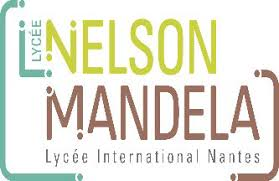 LYCÉE
NELSON
MANDELA
Lycée International Nantes